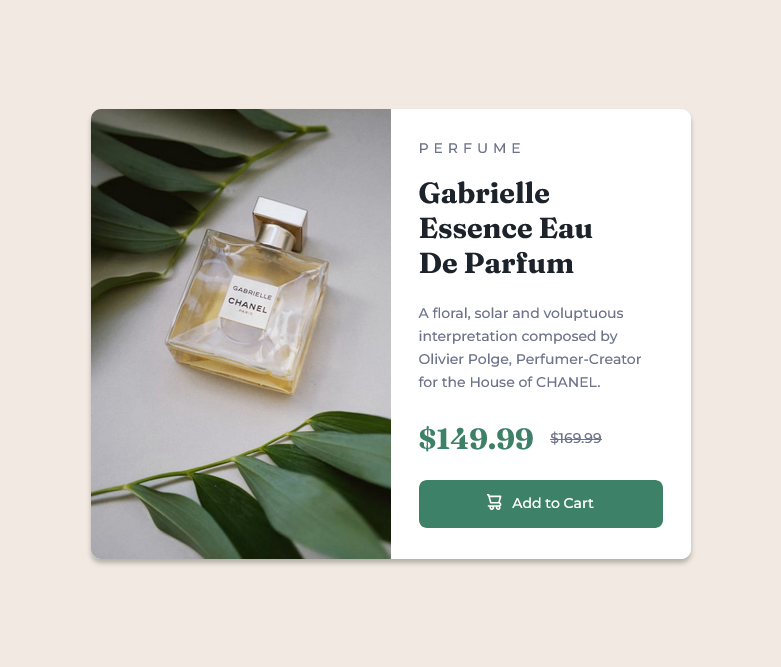 GABRIELLE
CHANEL
PARIS
PERFUME
Gabrielle
Essence Eau
De Parfum
A floral, solar and voluptuous
interpretation composed by
Olivier Polge, Perfumer-Creator
for the House of CHANEL.
$149.99 $169.99
Add to Cart